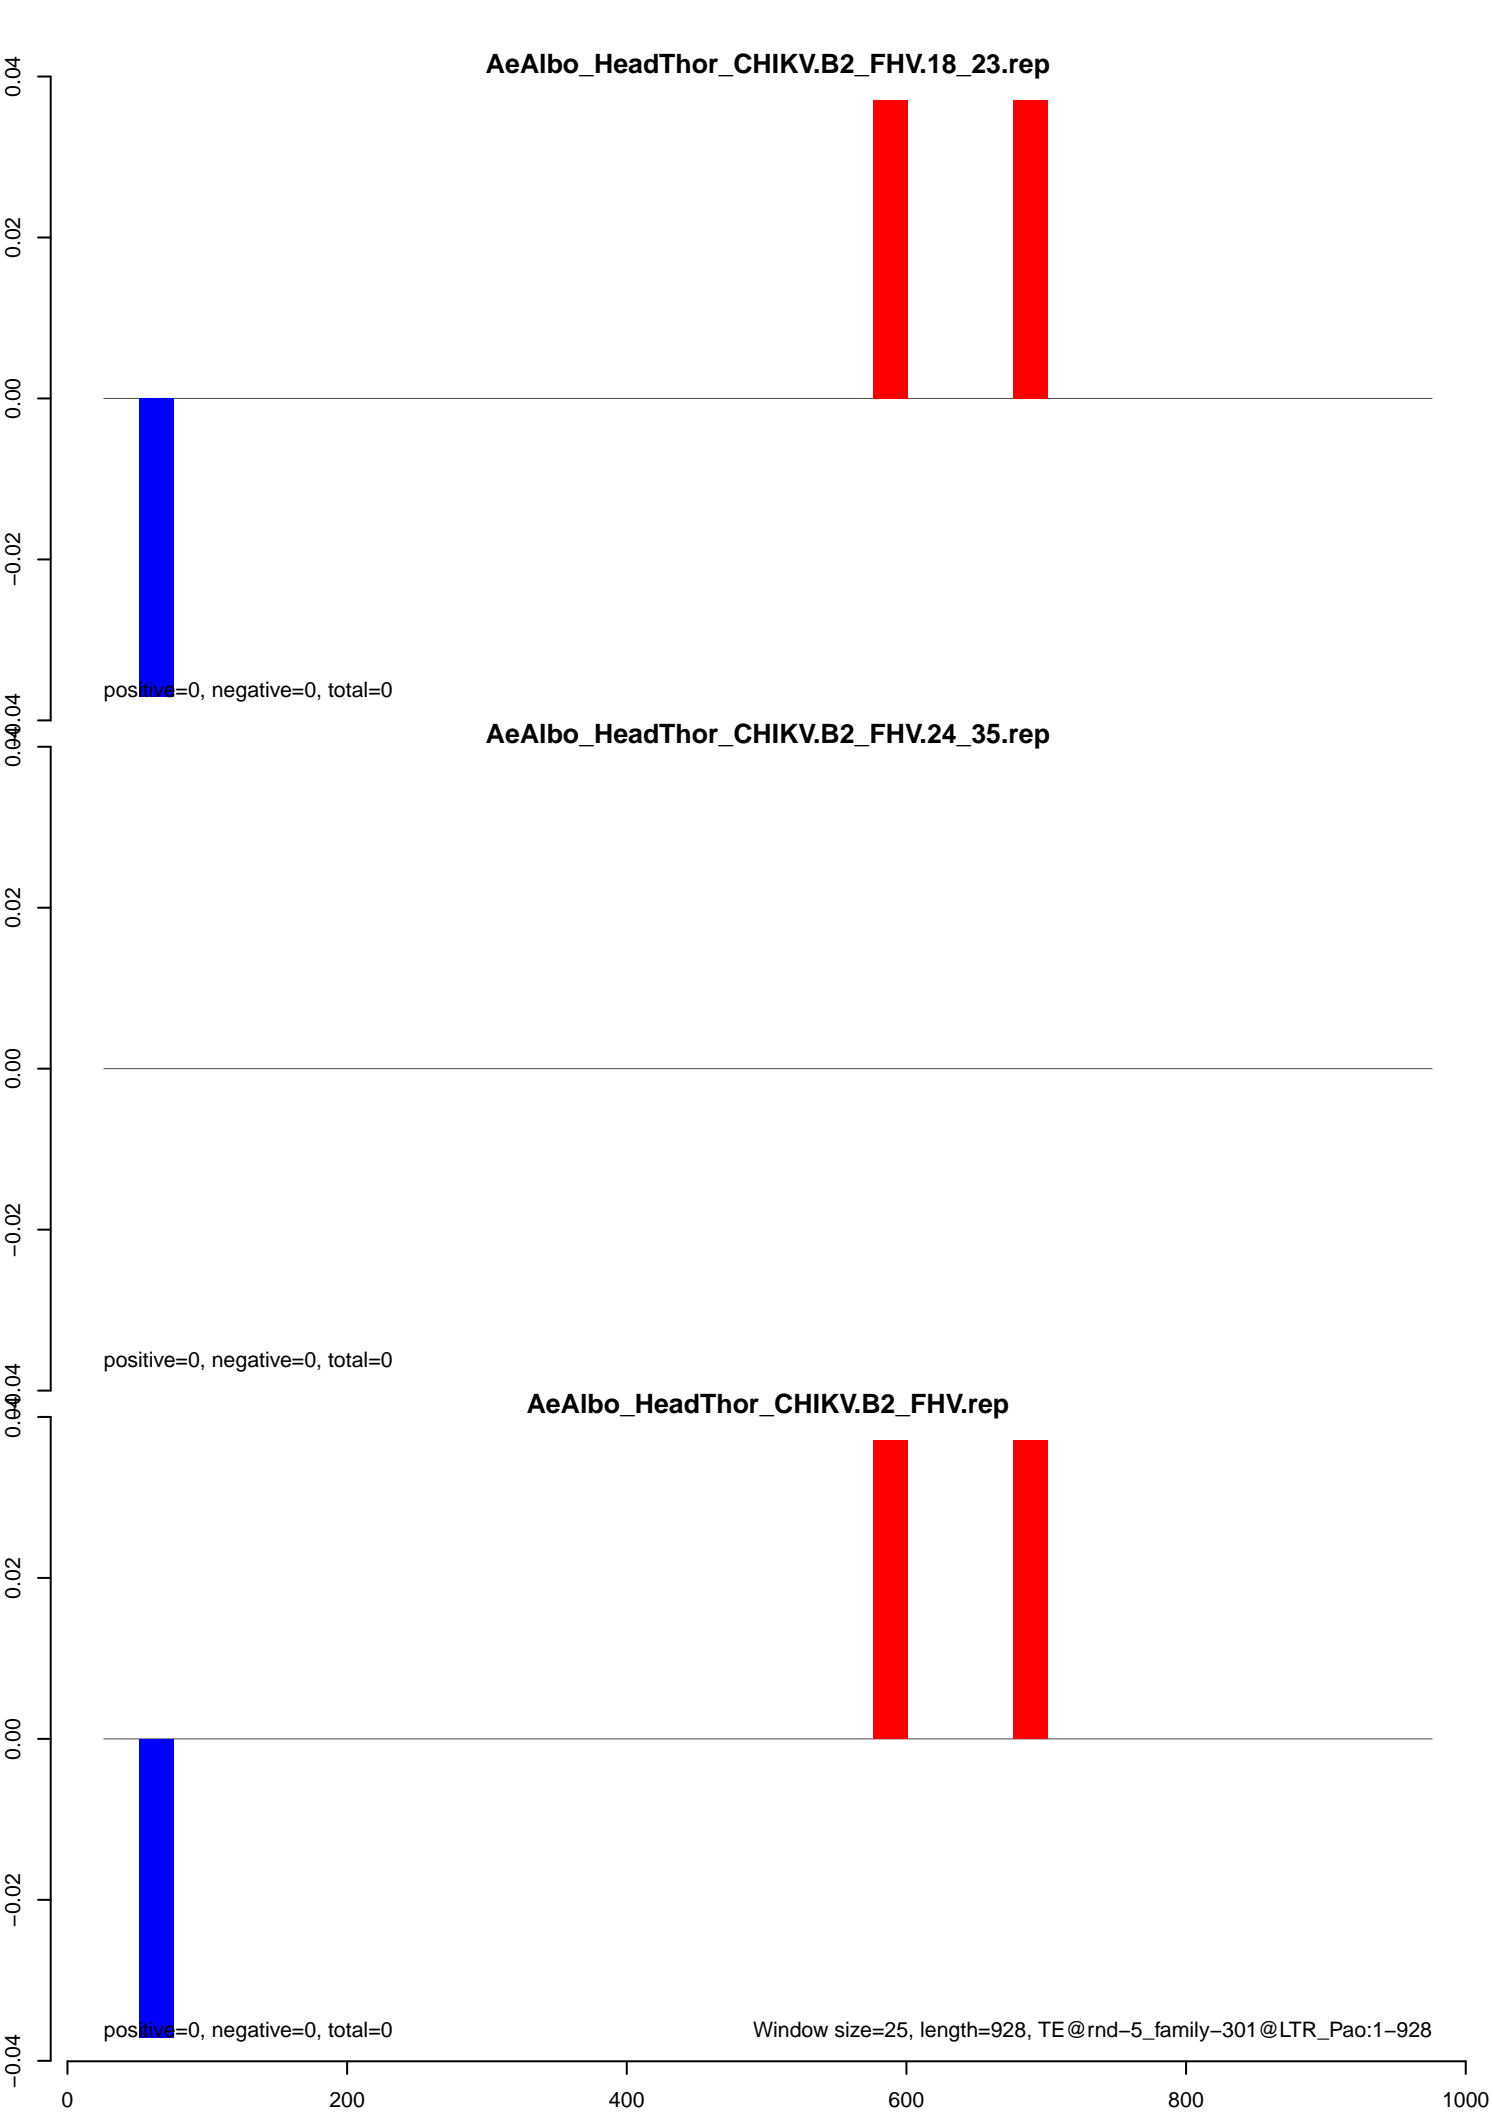 AeAlbo_HeadThor_CHIKV.B2_FHV.18_23.rep
0.04
0.02
0.00
−0.02
−0.04
positive=0, negative=0, total=0
AeAlbo_HeadThor_CHIKV.B2_FHV.24_35.rep
0.04
0.02
0.00
−0.02
−0.04
positive=0, negative=0, total=0
AeAlbo_HeadThor_CHIKV.B2_FHV.rep
0.04
0.02
0.00
−0.02
−0.04
positive=0, negative=0, total=0
Window size=25, length=928, TE@rnd−5_family−301@LTR_Pao:1−928
0 200 400 600 800 1000